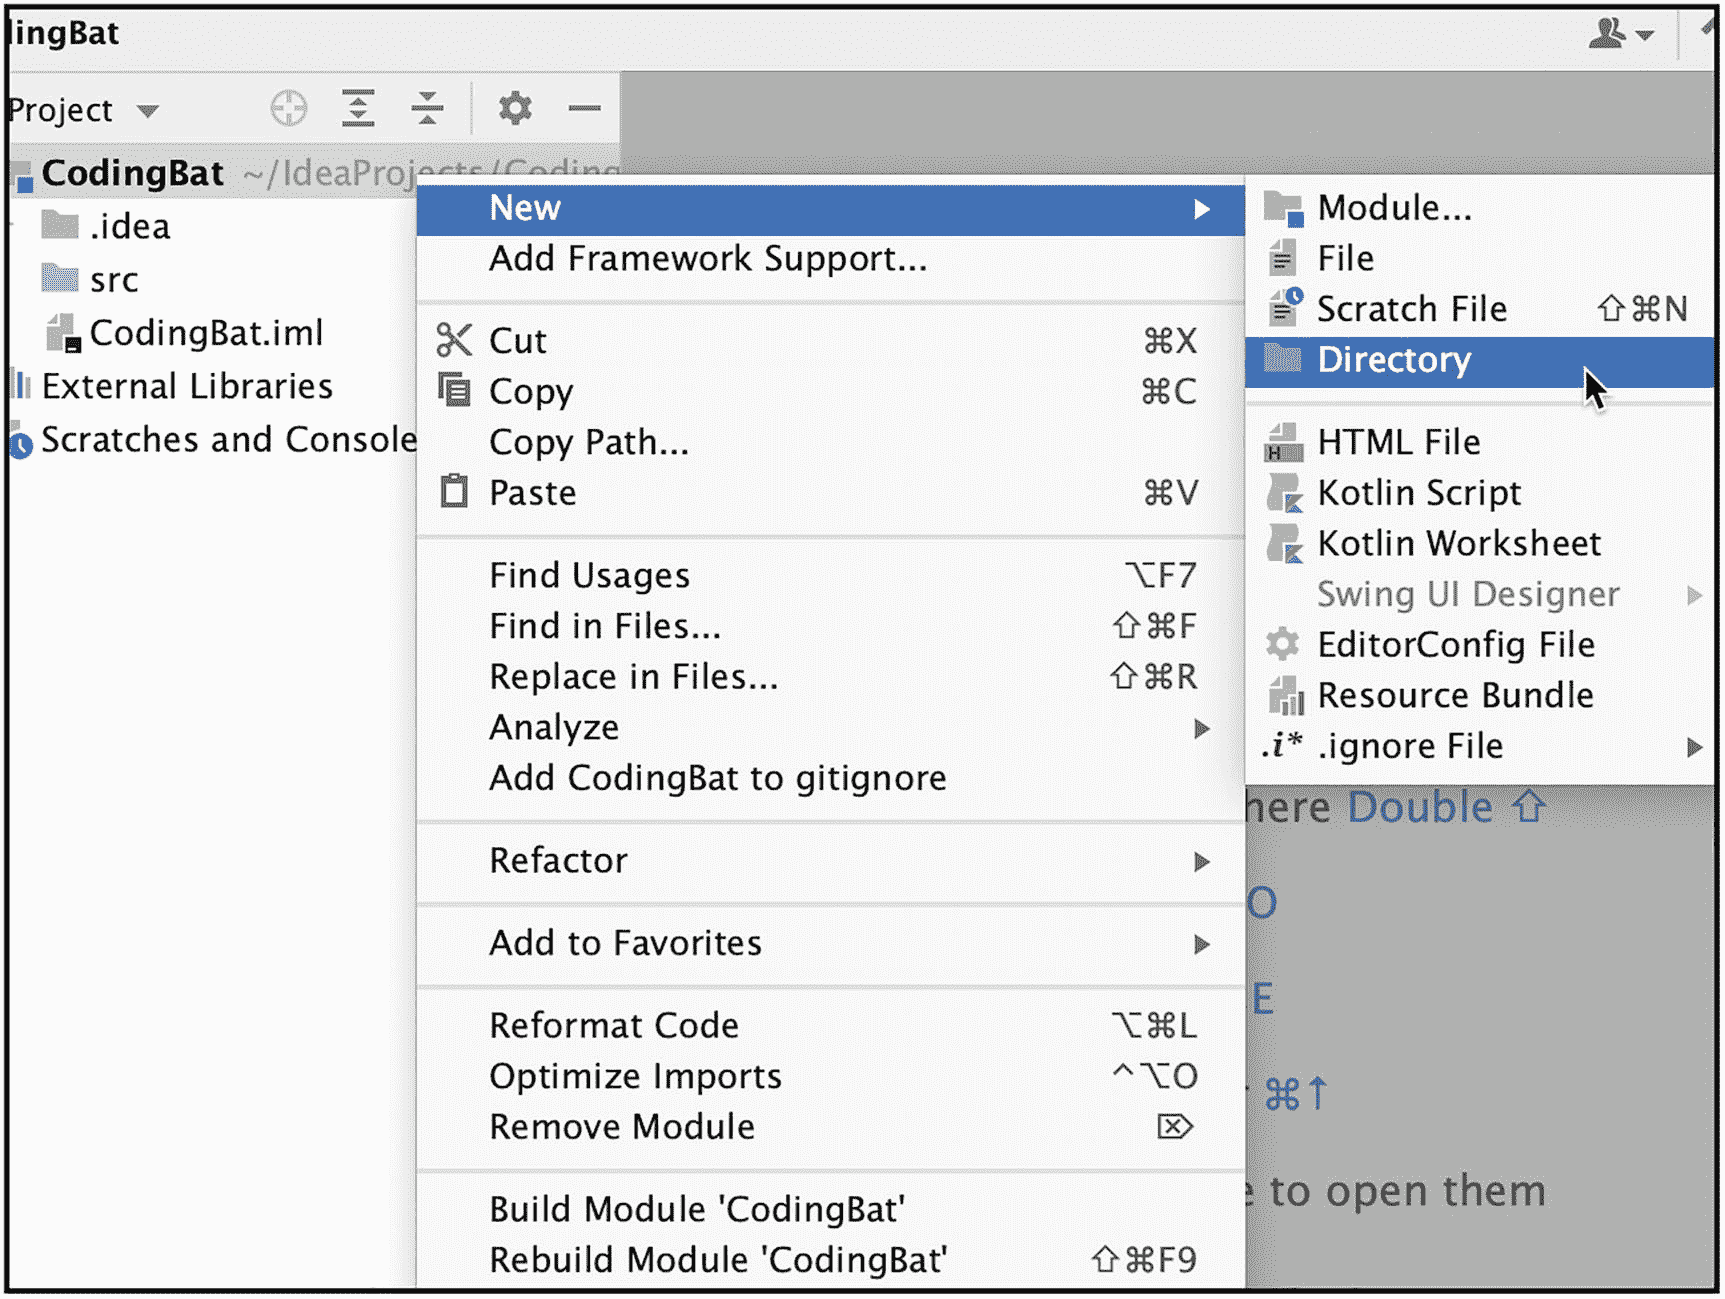 lingBat
Project
CodingBat ~/IdeaProjects/Coding
.idea
src
CodingBat.iml
External Libraries
Scratches and Console
New
Add Framework Support...
Cut ⌘X
Copy ⌘C
Copy Path...
Paste ⌘V
Find Usages ⌥F7
Find in Files... ⇧⌘F
Replace in Files... ⇧⌘R
Analyze
Add CodingBat to gitignore
Refactor
Add to Favorites
Reformat Code ⌥⌘L
Optimize Imports ^⌥O
Remove Module ⌦
Build Module 'CodingBat'
Rebuild Module 'CodingBat' ⇧⌘F9
Module...
File
Scratch File ⇧⌘N
Directory
H
HTML File
Kotlin Script
Kotlin Worksheet
Swing UI Designer
EditorConfig File
Resource Bundle
.i* .ignore File
here Double ⇧
O
E
⌘↑
e to open them